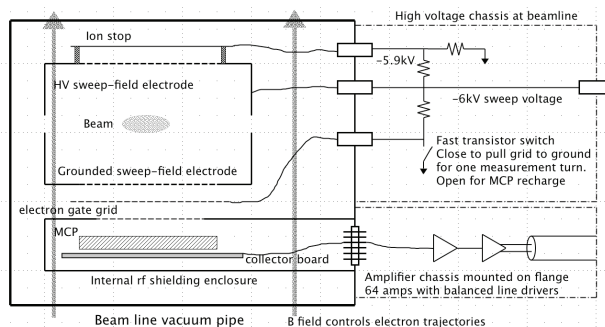 High voltage chassis at beamline
Ion stop
-5.9kV
HV sweep-field electrode
-6kV sweep voltage
Beam
Fast transistor switch
Close to pull grid to ground
for one measurement turn.
Open for MCP recharge
Grounded sweep-field electrode
electron gate grid
MCP
collector board
Internal rf shielding enclosure
Amplifier chassis mounted on flange
64 amps with balanced line drivers
Beam line vacuum pipe
B field controls electron trajectories